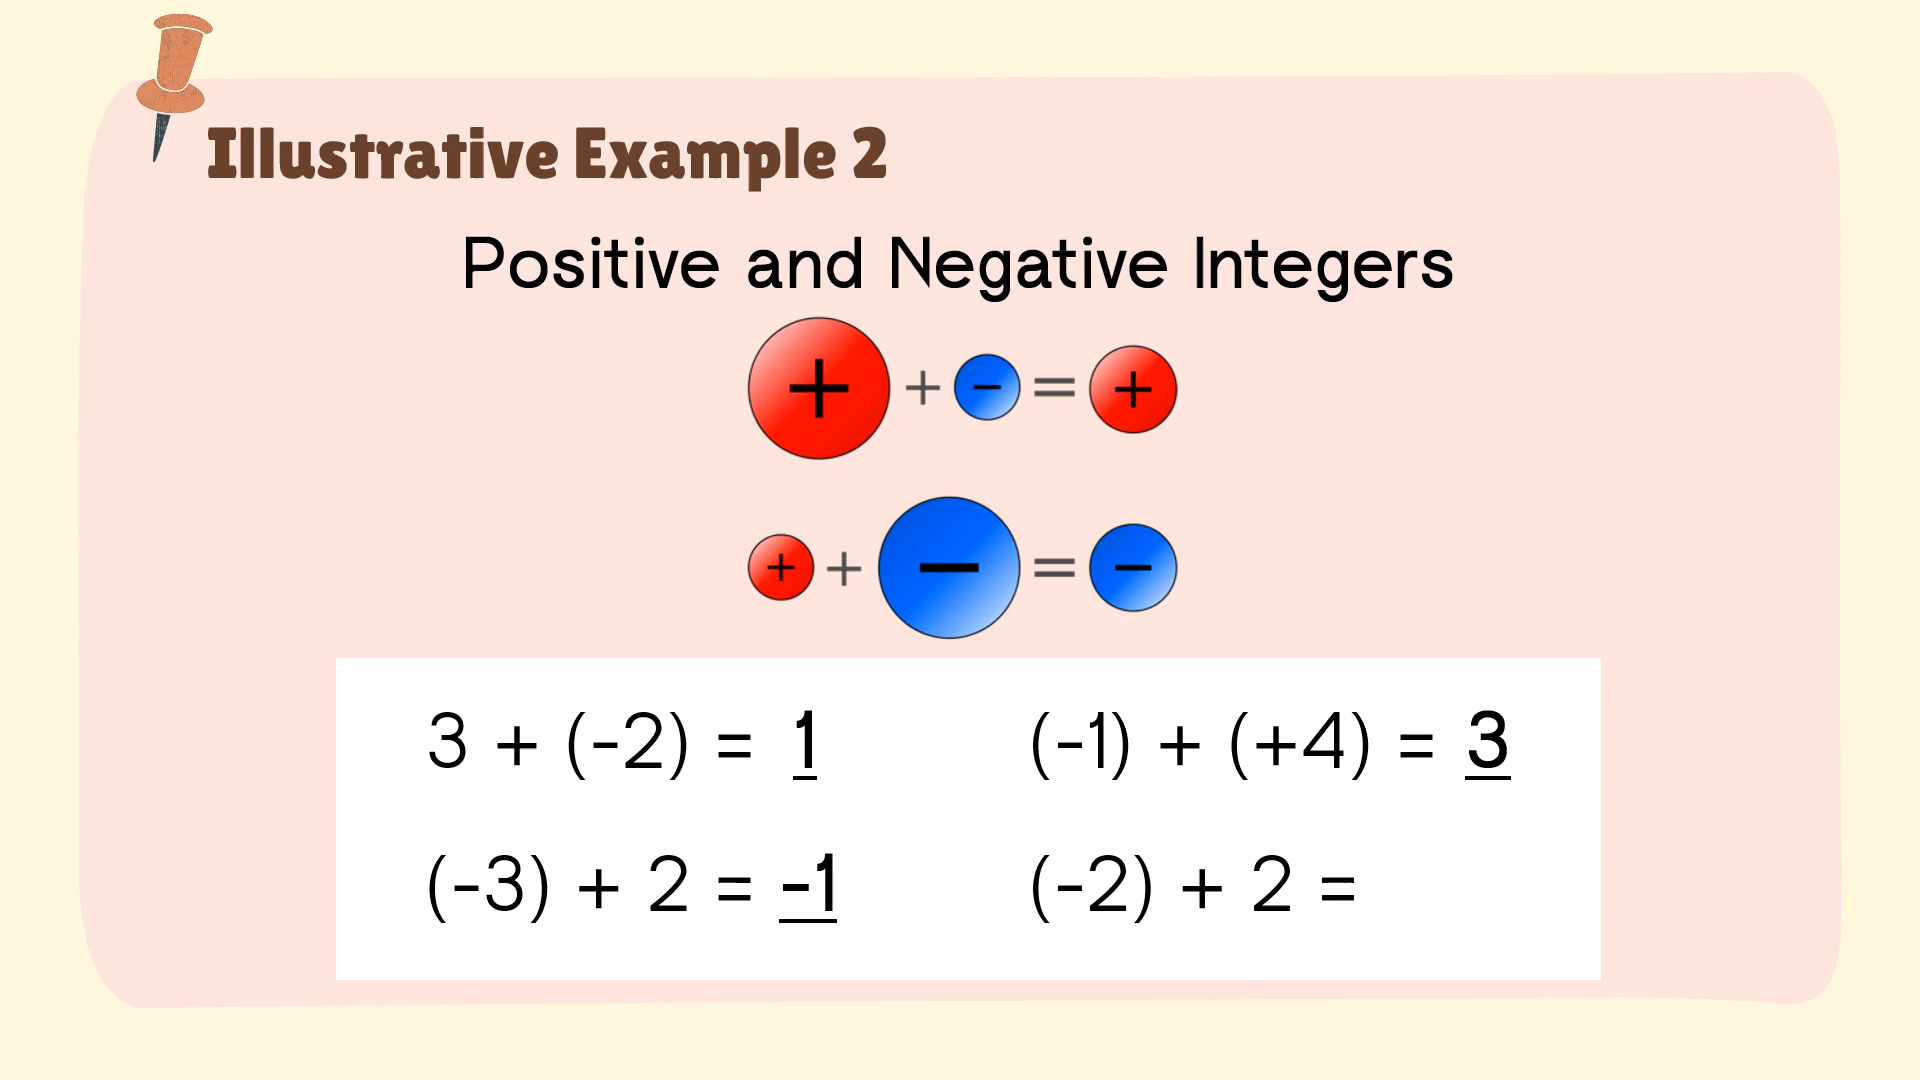 Illustrative Example 2
Positive and Negative Integers
+ + - = +
+ + - = -
3 + (-2) = 1
(-1) + (+4) = 3
(-3) + 2 = -1
(-2) + 2 =